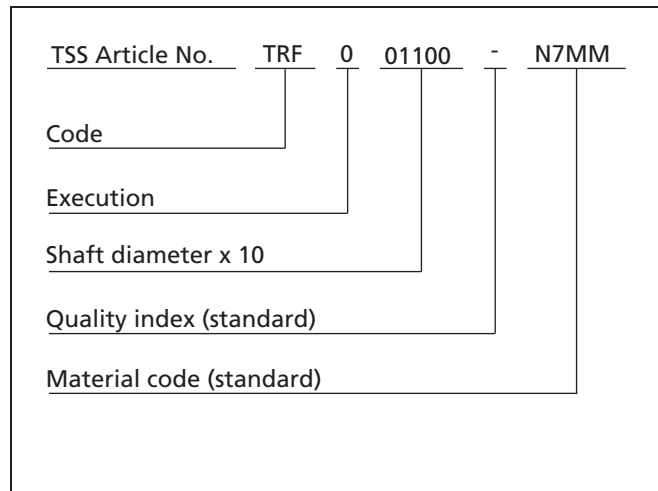 TSS Article No. TRF 0 01100 - N7MM
Code
Execution
Shaft diameter x 10
Quality index (standard)
Material code (standard)